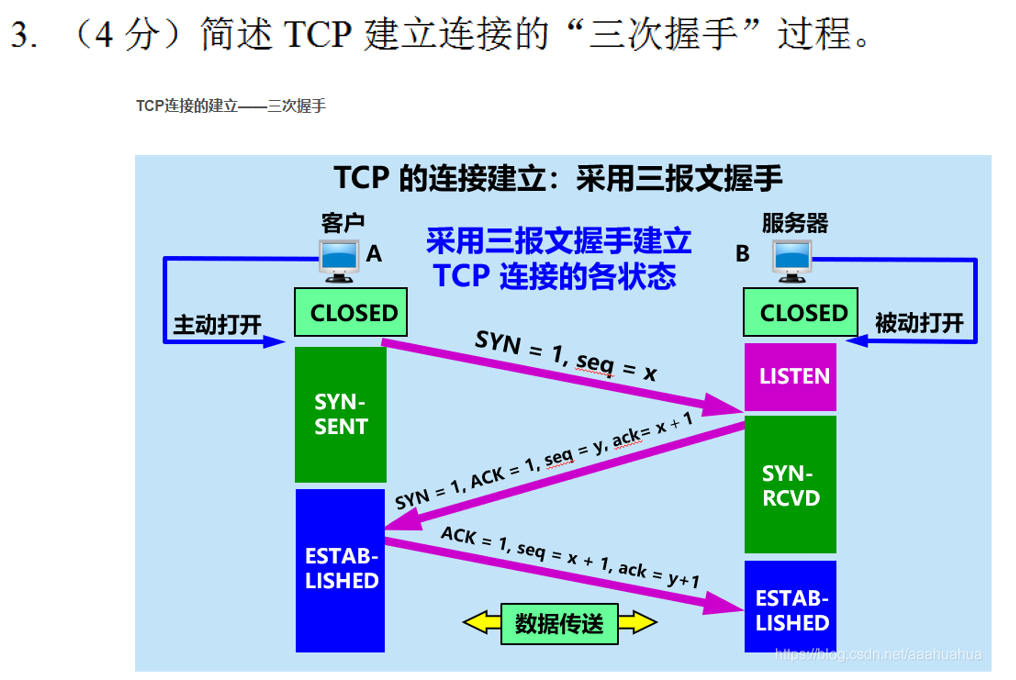 3. （4 分）简述 TCP 建立连接的“三次握手”过程。
TCP连接的建立——三次握手
TCP 的连接建立：采用三报文握手
客户
服务器
A
B
采用三报文握手建立
TCP 连接的各状态
CLOSED
CLOSED
主动打开
被动打开
SYN = 1, seq = x
LISTEN
SYN-
SENT
SYN = 1, ACK = 1, seq = y, ack= x + 1
SYN-
RCVD
ACK = 1, seq = x + 1, ack = y+1
ESTAB-
LISHED
ESTAB-
LISHED
数据传送
https://blog.csdn.net/aaahuahua